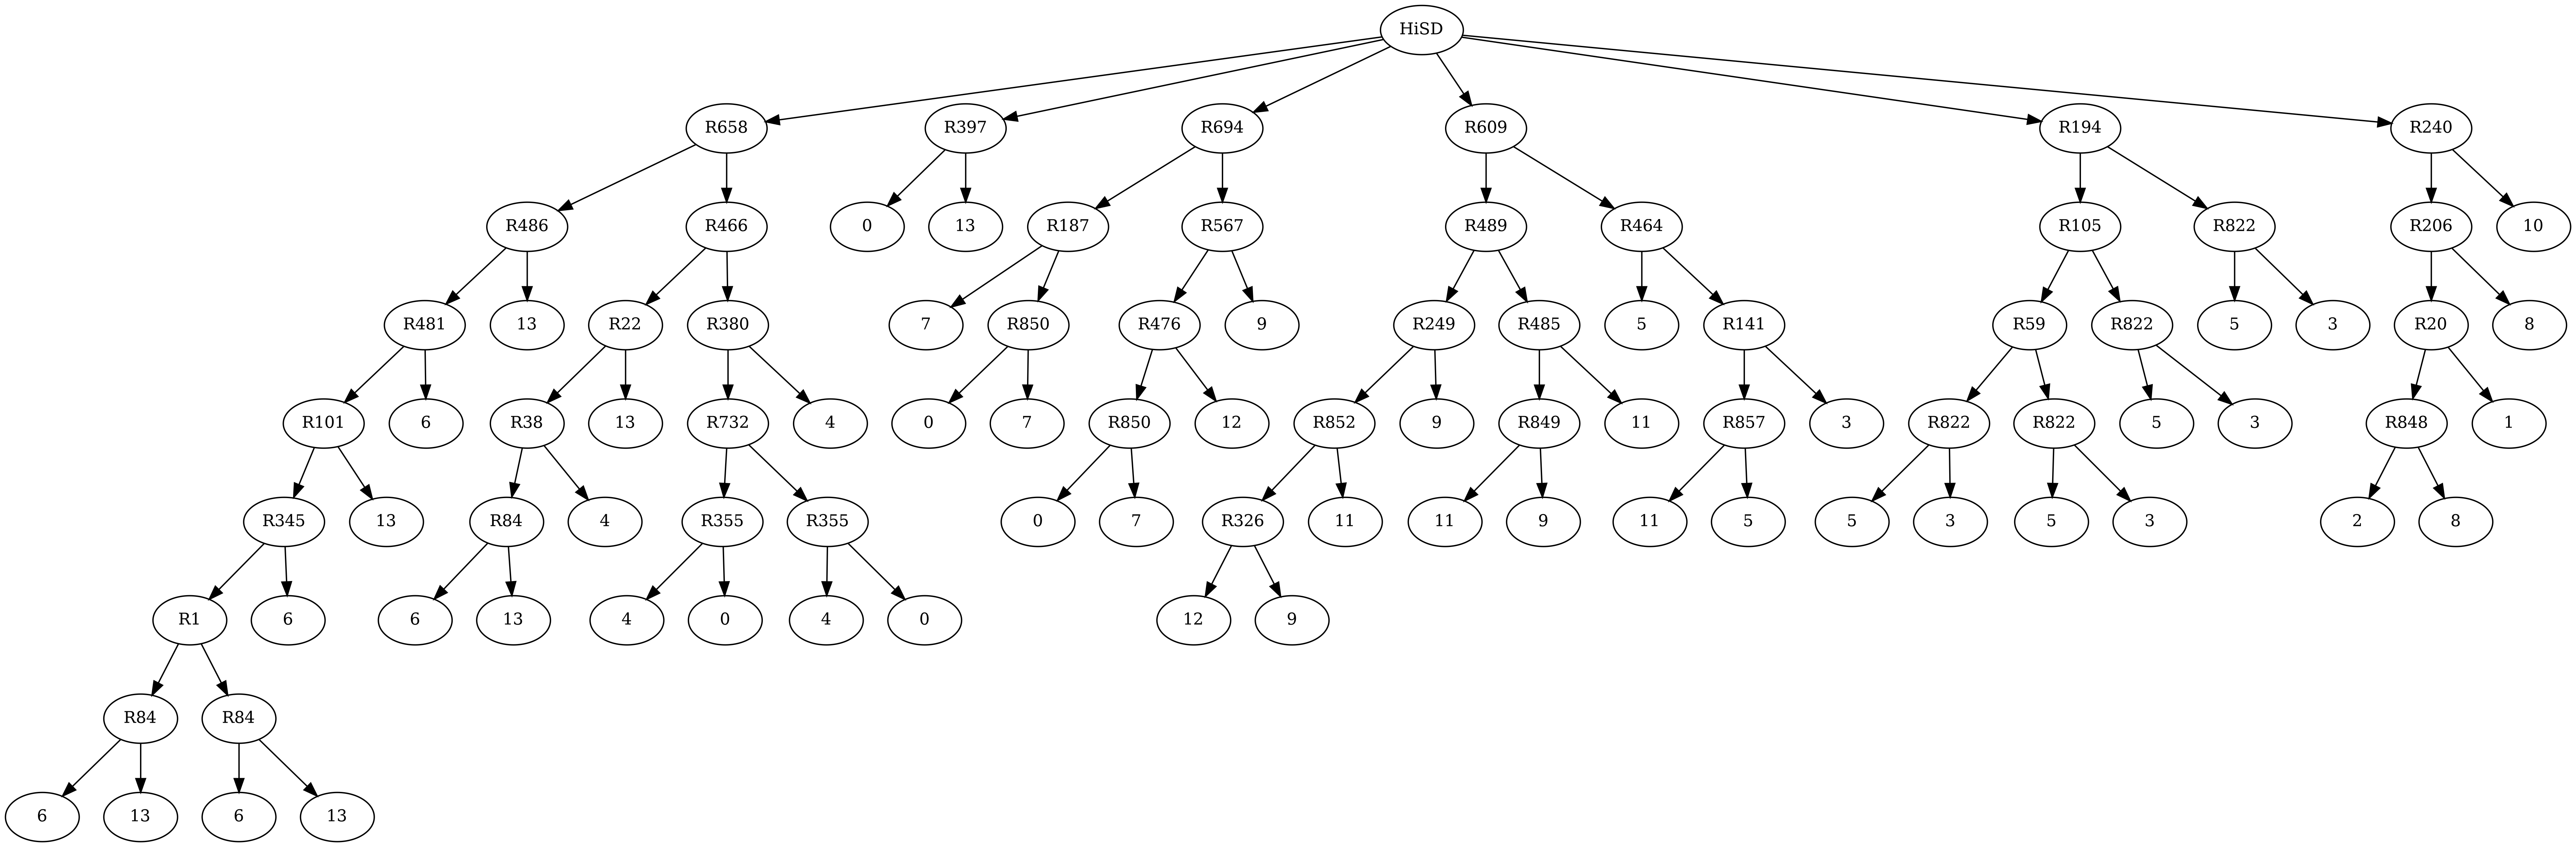 HiSD
R658 R397 R694 R609 R194 R240
R486 R466 0 13 R187 R567 R489 R464 R105 R822 R206 10
R481 13 R22 R380 7 R850 R476 9 R249 R485 5 R141 R59 R822 5 3 R20 8
R101 6 R38 13 R732 4 0 7 R850 12 R852 9 R849 11 R857 3 R822 R822 5 3 R848 1
R345 13 R84 4 R355 R355 0 7 R326 11 11 9 11 5 5 3 5 3 2 8
R1 6 6 13 4 0 4 0 12 9
R84 R84
6 13 6 13